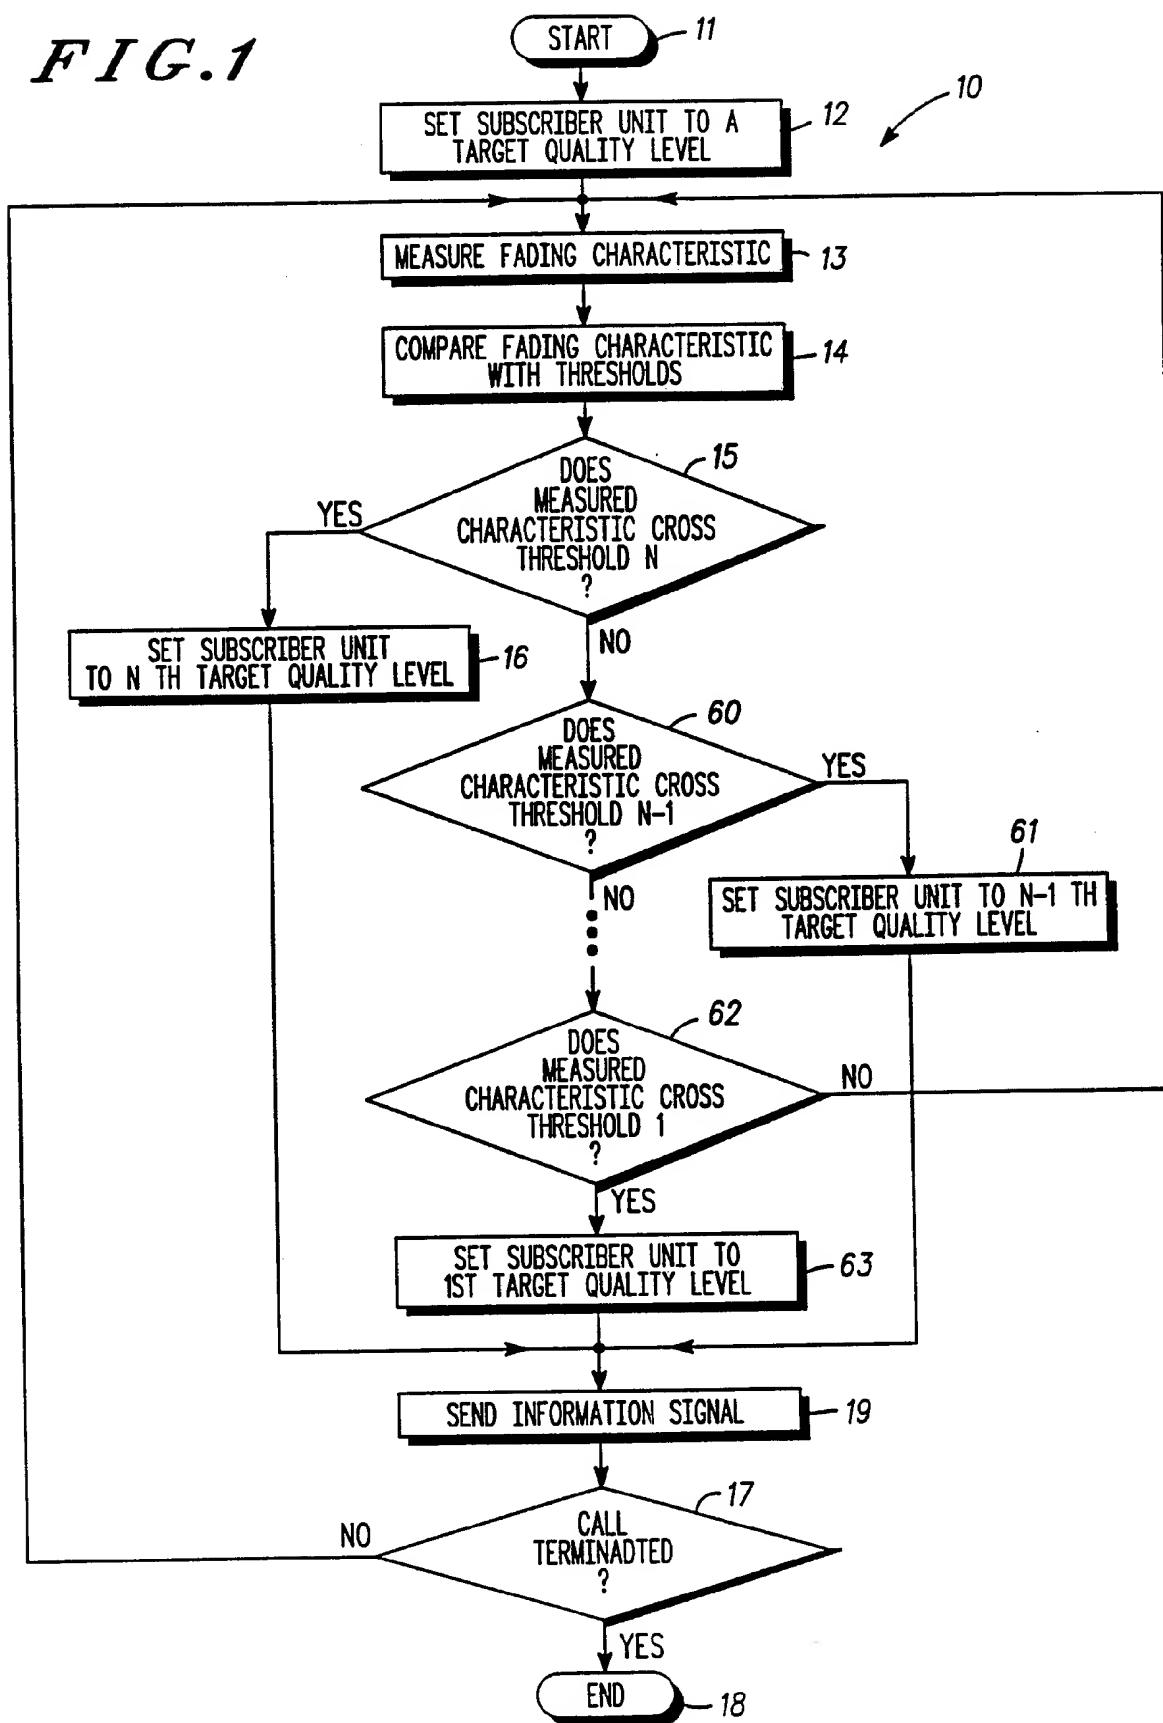 FIG.1
START
11
10
SET SUBSCRIBER UNIT TO A
TARGET QUALITY LEVEL
12
MEASURE FADING CHARACTERISTIC
13
COMPARE FADING CHARACTERISTIC
WITH THRESHOLDS
14
DOES
MEASURED
CHARACTERISTIC CROSS
THRESHOLD N
?
15
YES
NO
SET SUBSCRIBER UNIT
TO N TH TARGET QUALITY LEVEL
16
DOES
MEASURED
CHARACTERISTIC CROSS
THRESHOLD N-1
?
60
YES
NO
61
SET SUBSCRIBER UNIT TO N-1 TH
TARGET QUALITY LEVEL
DOES
MEASURED
CHARACTERISTIC CROSS
THRESHOLD 1
?
62
NO
YES
SET SUBSCRIBER UNIT TO
1ST TARGET QUALITY LEVEL
63
SEND INFORMATION SIGNAL
19
CALL
TERMINADTED
?
17
NO
YES
END
18